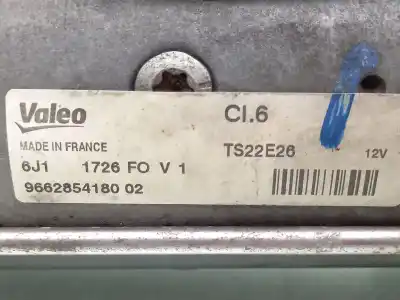 Valeo
Cl.6
MADE IN FRANCE
TS22E26
12V
6J1 1726 FO V 1
9662854180 02